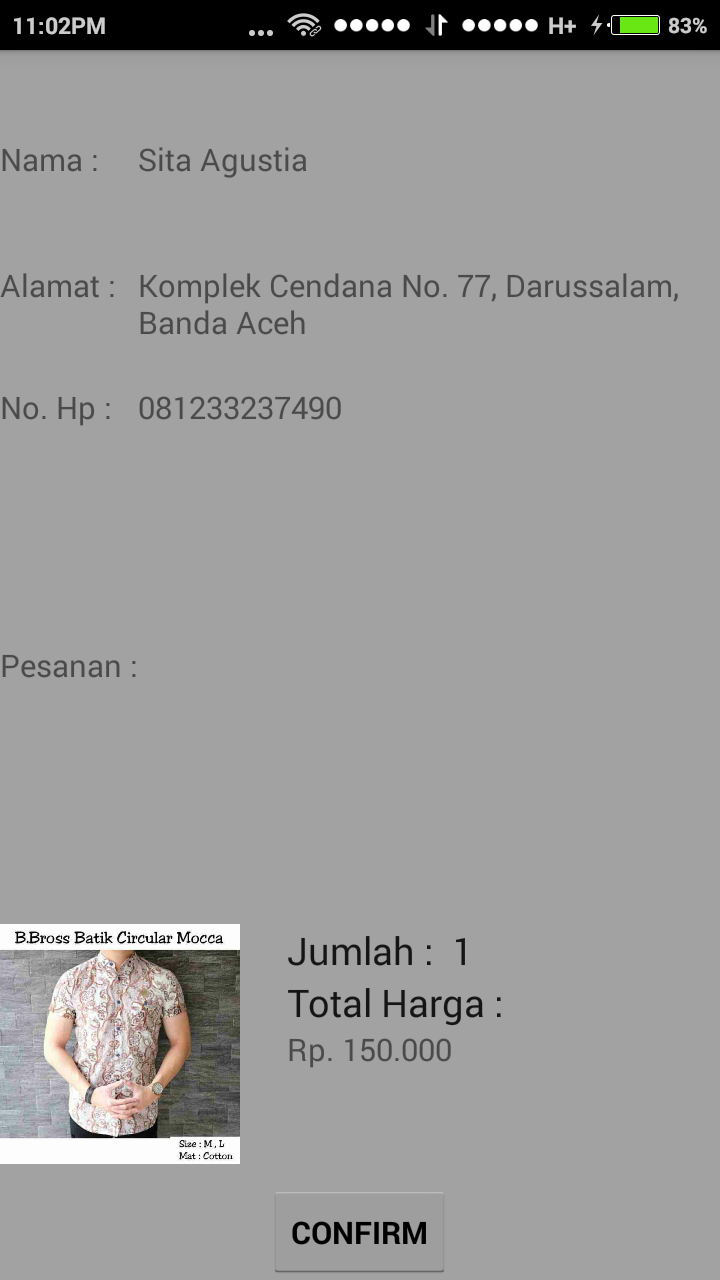 11:02PM ... H+ 83%
Nama : Sita Agustia
Alamat : Komplek Cendana No. 77, Darussalam,
Banda Aceh
No. Hp : 081233237490
Pesanan :
B.Bross Batik Circular Mocca
Jumlah : 1
Total Harga :
Rp. 150.000
Size : M , L
Mat : Cotton
CONFIRM